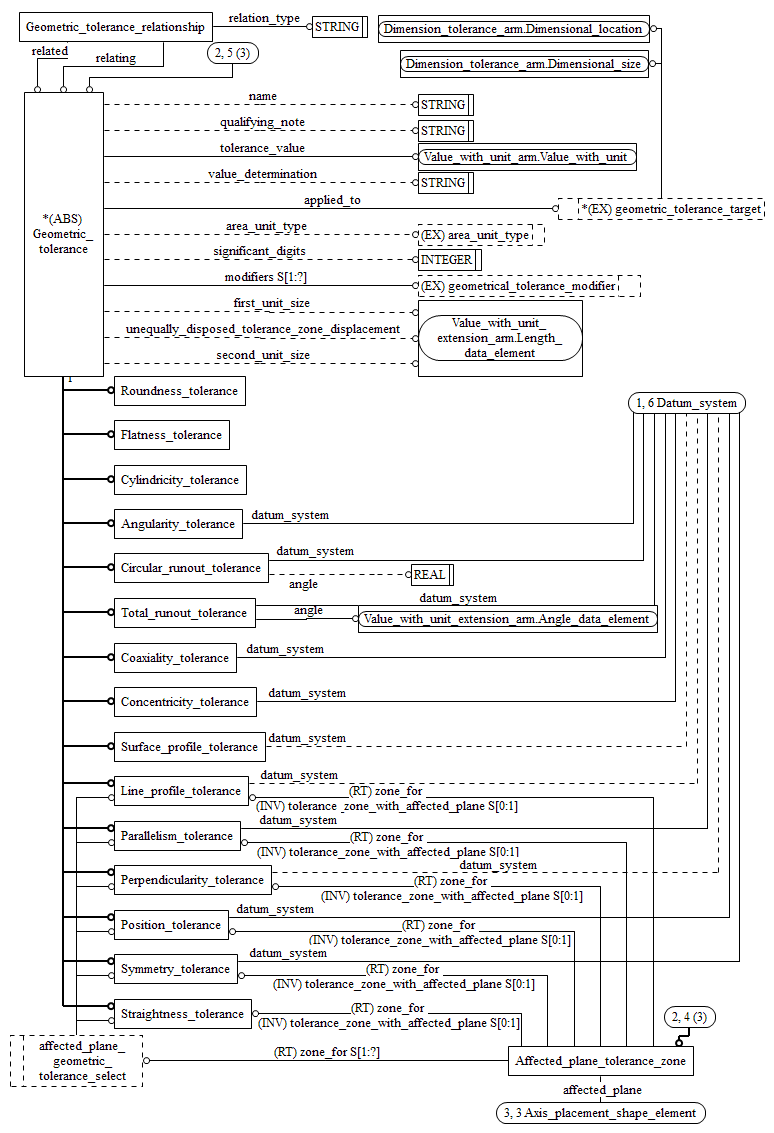 Geometric_tolerance_relationship
relation_type
STRING
Dimension_tolerance_arm.Dimensional_location
related
relating
2, 5 (3)
Dimension_tolerance_arm.Dimensional_size
*(ABS)
Geometric_
tolerance
name
STRING
qualifying_note
STRING
tolerance_value
Value_with_unit_arm.Value_with_unit
value_determination
STRING
applied_to
*(EX) geometric_tolerance_target
area_unit_type
(EX) area_unit_type
significant_digits
INTEGER
modifiers S[1:?]
(EX) geometrical_tolerance_modifier
first_unit_size
unequally_disposed_tolerance_zone_displacement
second_unit_size
Value_with_unit_
extension_arm.Length_
data_element
1
Roundness_tolerance
1, 6 Datum_system
Flatness_tolerance
Cylindricity_tolerance
Angularity_tolerance
datum_system
Circular_runout_tolerance
datum_system
angle
REAL
Total_runout_tolerance
datum_system
angle
Value_with_unit_extension_arm.Angle_data_element
Coaxiality_tolerance
datum_system
Concentricity_tolerance
datum_system
Surface_profile_tolerance
datum_system
Line_profile_tolerance
datum_system
(RT) zone_for
(INV) tolerance_zone_with_affected_plane S[0:1]
Parallelism_tolerance
datum_system
(RT) zone_for
(INV) tolerance_zone_with_affected_plane S[0:1]
Perpendicularity_tolerance
datum_system
(RT) zone_for
(INV) tolerance_zone_with_affected_plane S[0:1]
Position_tolerance
datum_system
(RT) zone_for
(INV) tolerance_zone_with_affected_plane S[0:1]
Symmetry_tolerance
datum_system
(RT) zone_for
(INV) tolerance_zone_with_affected_plane S[0:1]
Straightness_tolerance
(RT) zone_for
(INV) tolerance_zone_with_affected_plane S[0:1]
2, 4 (3)
affected_plane_
geometric_
tolerance_select
(RT) zone_for S[1:?]
Affected_plane_tolerance_zone
affected_plane
3, 3 Axis_placement_shape_element